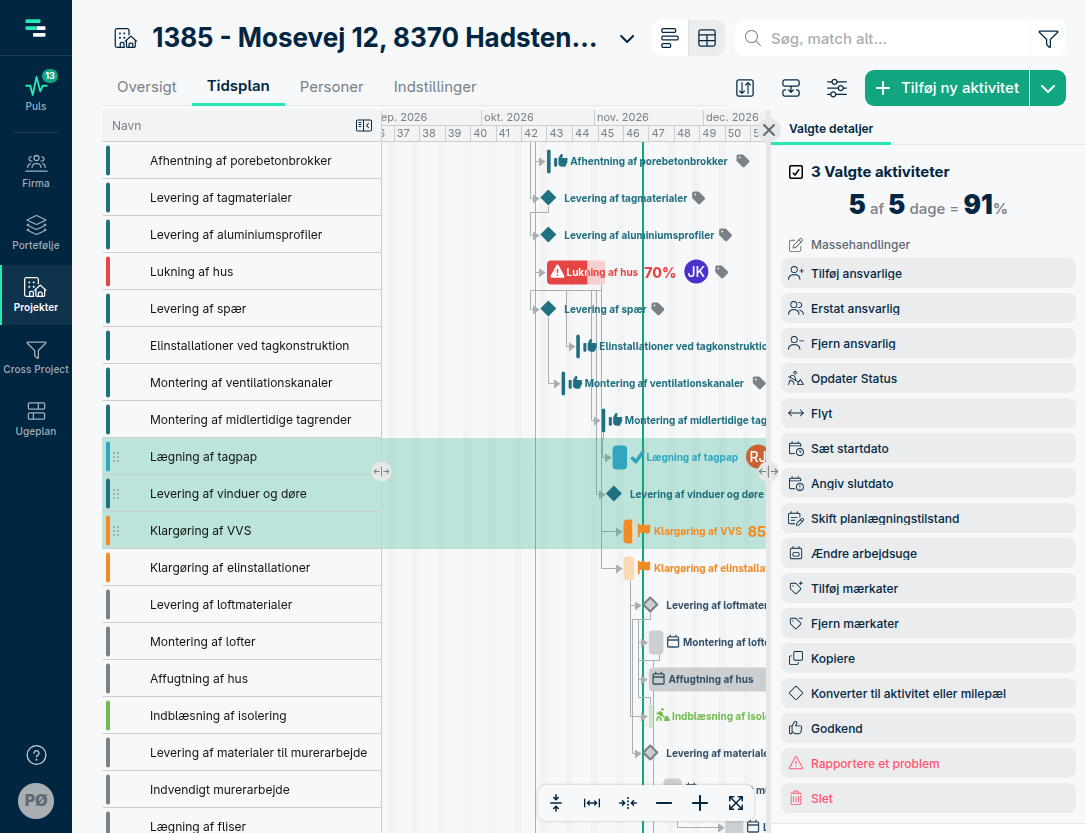 13
Puls
Firma
Portefølje
Projekter
Cross Project
Ugeplan
PØ
1385 - Mosevej 12, 8370 Hadsten...
Søg, match alt...
Oversigt
Tidsplan
Personer
Indstillinger
Tilføj ny aktivitet
Navn
ep. 2026
okt. 2026
nov. 2026
dec. 2026
37 38 39 40 41 42 43 44 45 46 47 48 49 50
Afhentning af porebetonbrokker
Levering af tagmaterialer
Levering af aluminiumsprofiler
Lukning af hus
Levering af spær
Elinstallationer ved tagkonstruktion
Montering af ventilationskanaler
Montering af midlertidige tagrender
Lægning af tagpap
Levering af vinduer og døre
Klargøring af VVS
Klargøring af elinstallationer
Levering af loftmaterialer
Montering af lofter
Affugtning af hus
Indblæsning af isolering
Levering af materialer til murerarbejde
Indvendigt murerarbejde
Lægning af fliser
Afhentning af porebetonbrokker
Levering af tagmaterialer
Levering af aluminiumsprofiler
Lukning af hus 70% JK
Levering af spær
Elinstallationer ved tagkonstruktio
Montering af ventilationskanaler
Montering af midlertidige tag
Lægning af tagpap RJ
Levering af vinduer og døre
Klargøring af VVS 85
Klargøring af elinstalla
Levering af loftmater
Montering af loft
Affugtning af hus
Indblæsning af isol
Levering af materiale
Valgte detaljer
3 Valgte aktiviteter
5 af 5 dage = 91%
Massehandlinger
Tilføj ansvarlige
Erstat ansvarlig
Fjern ansvarlig
Opdater Status
Flyt
Sæt startdato
Angiv slutdato
Skift planlægningstilstand
Ændre arbejdsuge
Tilføj mærkater
Fjern mærkater
Kopiere
Konverter til aktivitet eller milepæl
Godkend
Rapportere et problem
Slet